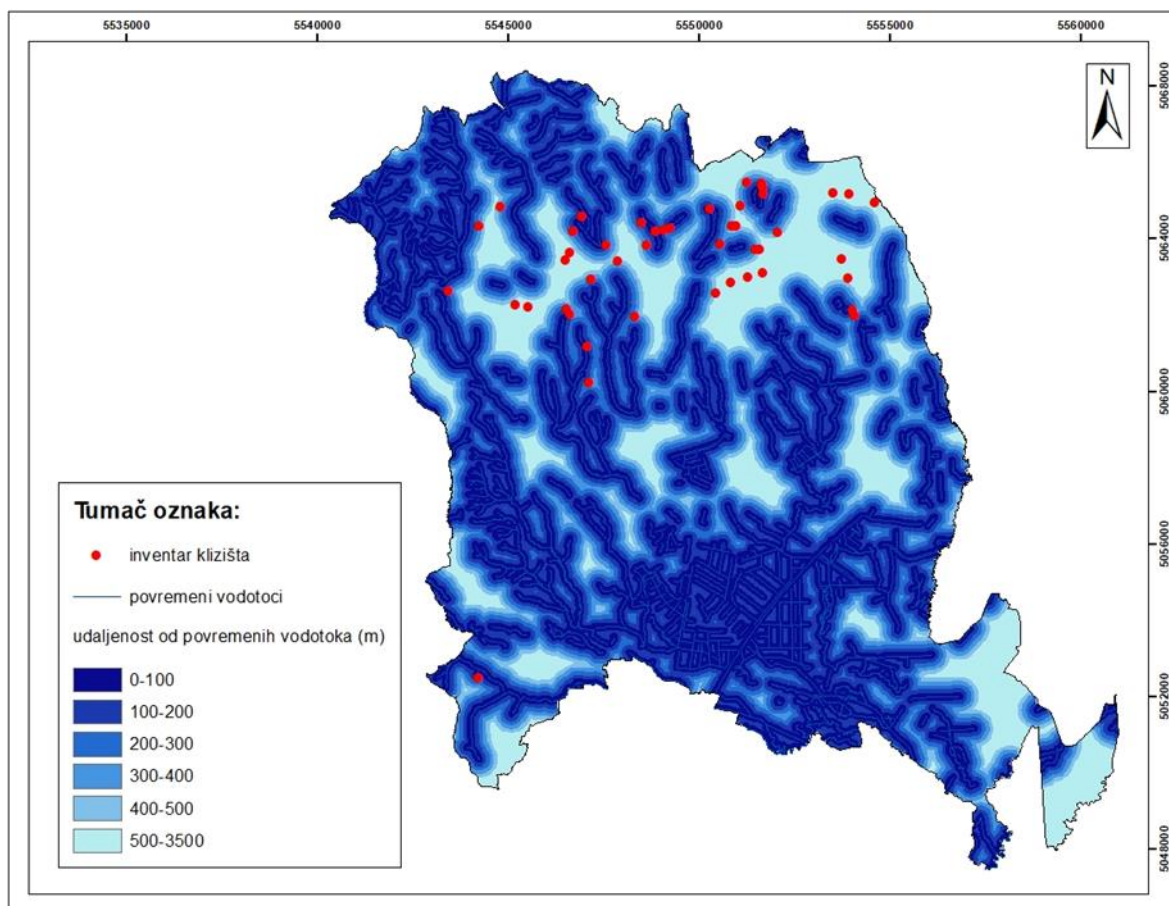 5535000 5540000 5545000 5550000 5555000 5560000
N
5068000
5064000
5060000
5056000
5052000
5048000
Tumač oznaka:
inventar klizišta
povremeni vodotoci
udaljenost od povremenih vodotoka (m)
0-100
100-200
200-300
300-400
400-500
500-3500